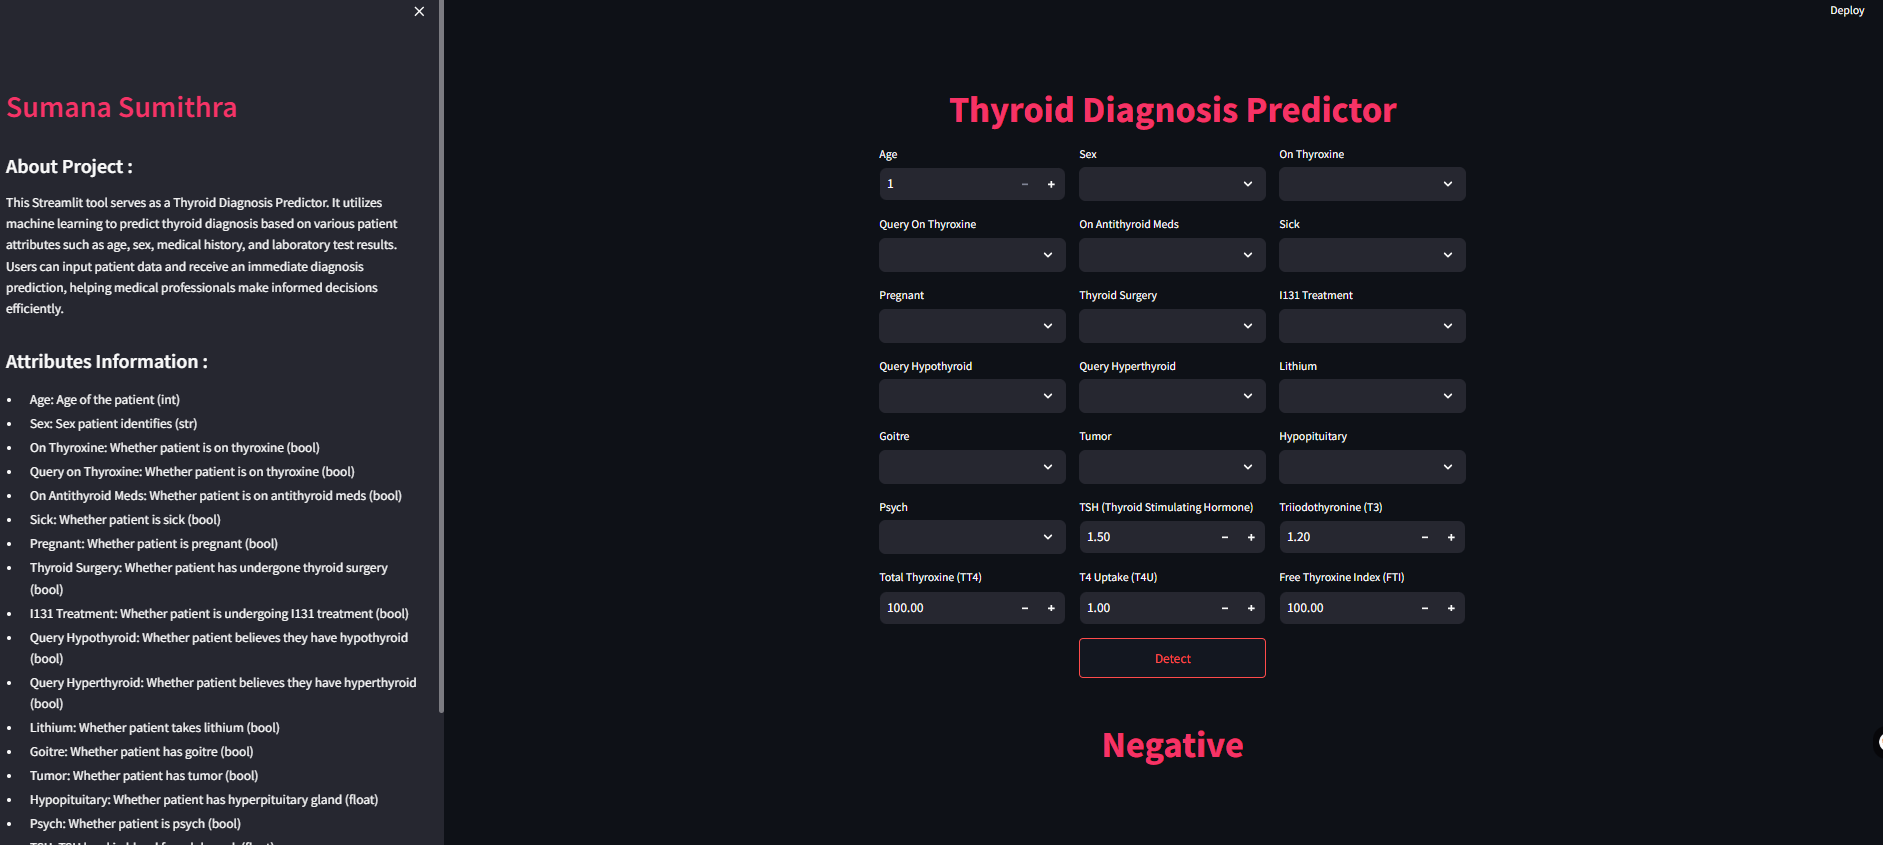 Deploy
Sumana Sumithra
About Project :
This Streamlit tool serves as a Thyroid Diagnosis Predictor. It utilizes
machine learning to predict thyroid diagnosis based on various patient
attributes such as age, sex, medical history, and laboratory test results.
Users can input patient data and receive an immediate diagnosis
prediction, helping medical professionals make informed decisions
efficiently.
Attributes Information :
• Age: Age of the patient (int)
• Sex: Sex patient identifies (str)
• On Thyroxine: Whether patient is on thyroxine (bool)
• Query on Thyroxine: Whether patient is on thyroxine (bool)
• On Antithyroid Meds: Whether patient is on antithyroid meds (bool)
• Sick: Whether patient is sick (bool)
• Pregnant: Whether patient is pregnant (bool)
• Thyroid Surgery: Whether patient has undergone thyroid surgery
(bool)
• I131 Treatment: Whether patient is undergoing I131 treatment (bool)
• Query Hypothyroid: Whether patient believes they have hypothyroid
(bool)
• Query Hyperthyroid: Whether patient believes they have hyperthyroid
(bool)
• Lithium: Whether patient takes lithium (bool)
• Goitre: Whether patient has goitre (bool)
• Tumor: Whether patient has tumor (bool)
• Hypopituitary: Whether patient has hyperpituitary gland (float)
• Psych: Whether patient is psych (bool)
Thyroid Diagnosis Predictor
Age Sex On Thyroxine
1 − +
Query On Thyroxine On Antithyroid Meds Sick
Pregnant Thyroid Surgery I131 Treatment
Query Hypothyroid Query Hyperthyroid Lithium
Goitre Tumor Hypopituitary
Psych TSH (Thyroid Stimulating Hormone) Triiodothyronine (T3)
1.50 − + 1.20 − +
Total Thyroxine (TT4) T4 Uptake (T4U) Free Thyroxine Index (FTI)
100.00 − + 1.00 − + 100.00 − +
Detect
Negative